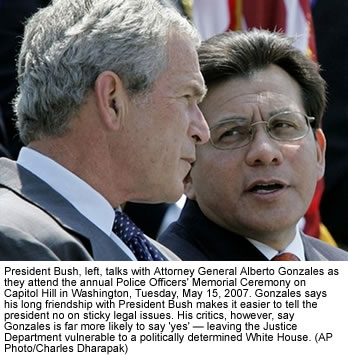 President Bush, left, talks with Attorney General Alberto Gonzales as
they attend the annual Police Officers' Memorial Ceremony on
Capitol Hill in Washington, Tuesday, May 15, 2007. Gonzales says
his long friendship with President Bush makes it easier to tell the
president no on sticky legal issues. His critics, however, say
Gonzales is far more likely to say 'yes' — leaving the Justice
Department vulnerable to a politically determined White House. (AP
Photo/Charles Dharapak)